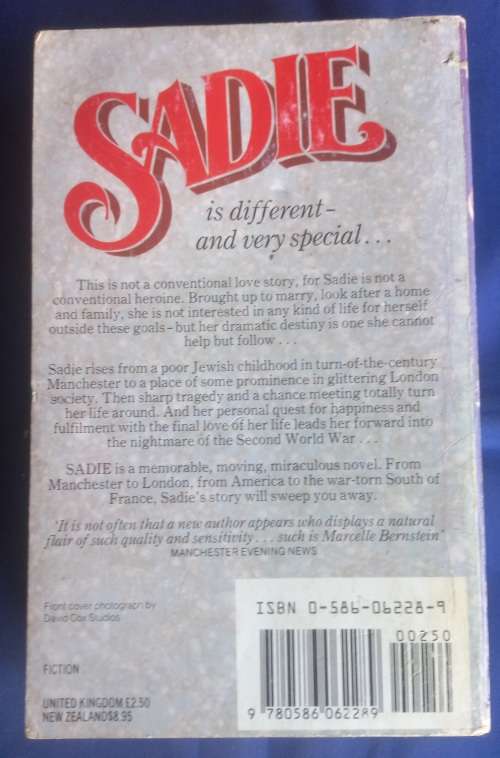 SADIE
is different -
and very special...
This is not a conventional love story, for Sadie is not a
conventional heroine. Brought up to marry, look after a home
and family, she is not interested in any kind of life for herself
outside these goals - but her dramatic destiny is one she cannot
help but follow...
Sadie rises from a poor Jewish childhood in turn-of-the-century
Manchester to a place of some prominence in glittering London
society. Then sharp tragedy and a chance meeting totally turn
her life around. And her personal quest for happiness and
fulfilment with the final love of her life leads her forward into
the nightmare of the Second World War...
SADIE is a memorable, moving, miraculous novel. From
Manchester to London, from America to the war-torn South of
France, Sadie's story will sweep you away.
'It is not often that a new author appears who displays a natural
flair of such quality and sensitivity... such is Marcelle Bernstein'
MANCHESTER EVENING NEWS
Front cover photograph by
David Cox Studios
ISBN 0-586-06228-9
00250
FICTION
UNITED KINGDOM £2.50
NEW ZEALAND $8.95
9 780586 062289